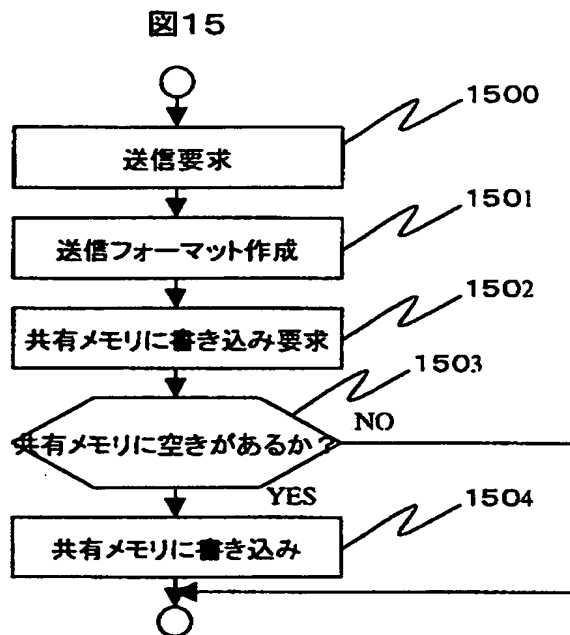 図15
1500
送信要求
1501
送信フォーマット作成
1502
共有メモリに書き込み要求
1503
共有メモリに空きがあるか？
NO
YES
1504
共有メモリに書き込み